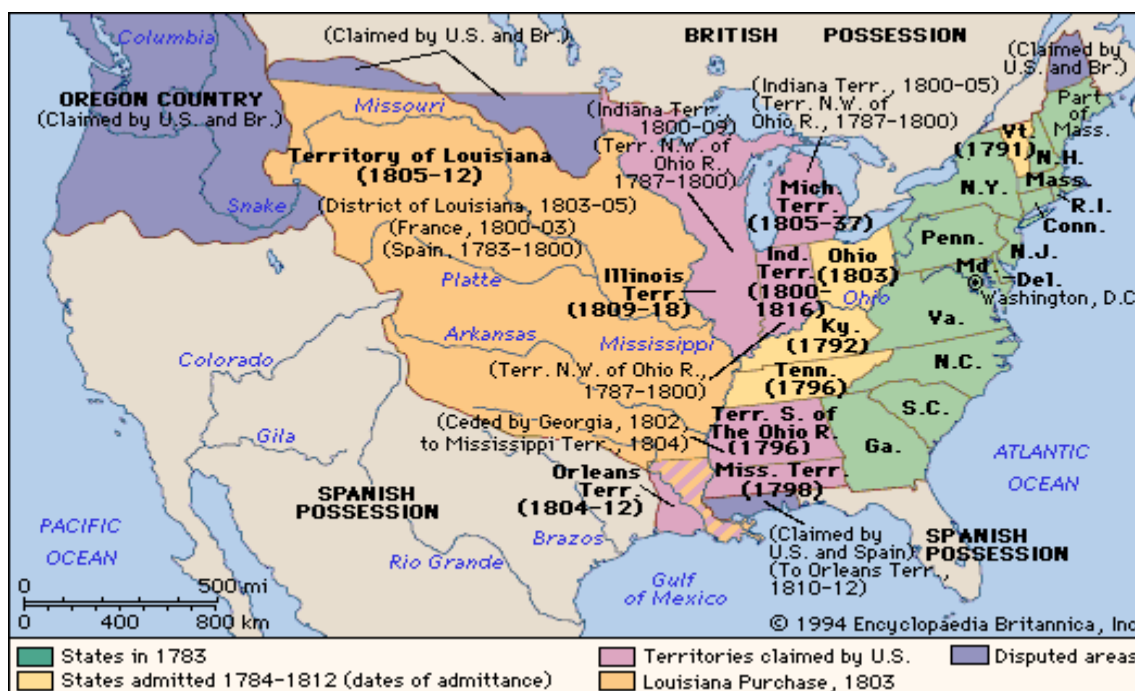 Columbia
(Claimed by U.S. and Br.)
BRITISH POSSESSION
(Claimed by
U.S. and Br.)
OREGON COUNTRY
(Claimed by U.S. and Br.)
Missouri
(Indiana Terr.,
1800-09)
(Terr. N.W. of
Ohio R.,
1787-1800)
(Indiana Terr., 1800-05)
(Terr. N.W. of
Ohio R., 1787-1800)
Part
of
Mass.
Vt.
(1791)
N.H.
Mass.
R.I.
Conn.
N.Y.
Penn.
N.J.
Md.
Del.
Washington, D.C
Territory of Louisiana
(1805-12)
(District of Louisiana, 1803-05)
(France, 1800-03)
(Spain, 1783-1800)
Snake
Platte
Mich.
Terr.
(1805-37)
Ind.
Terr.
(1800-
1816)
Ohio
(1803)
Ohio
Illinois
Terr.
(1809-18)
Va.
Ky.
(1792)
Arkansas
Mississippi
Colorado
(Terr. N.W. of Ohio R.,
1787-1800)
Tenn.
(1796)
N.C.
S.C.
Ga.
(Ceded by Georgia, 1802
to Mississippi Terr., 1804)
Terr. S. of
The Ohio R.
(1796)
Miss. Terr
(1798)
Gila
Orleans
Terr.
(1804-12)
SPANISH
POSSESSION
ATLANTIC
OCEAN
PACIFIC
OCEAN
Brazos
Rio Grande
(Claimed by
U.S. and Spain)
(To Orleans Terr.,
1810-12)
SPANISH
POSSESSION
Gulf
of Mexico
0 500 mi
0 400 800 km
© 1994 Encyclopaedia Britannica, Inc
States in 1783
States admitted 1784-1812 (dates of admittance)
Territories claimed by U.S.
Louisiana Purchase, 1803
Disputed areas